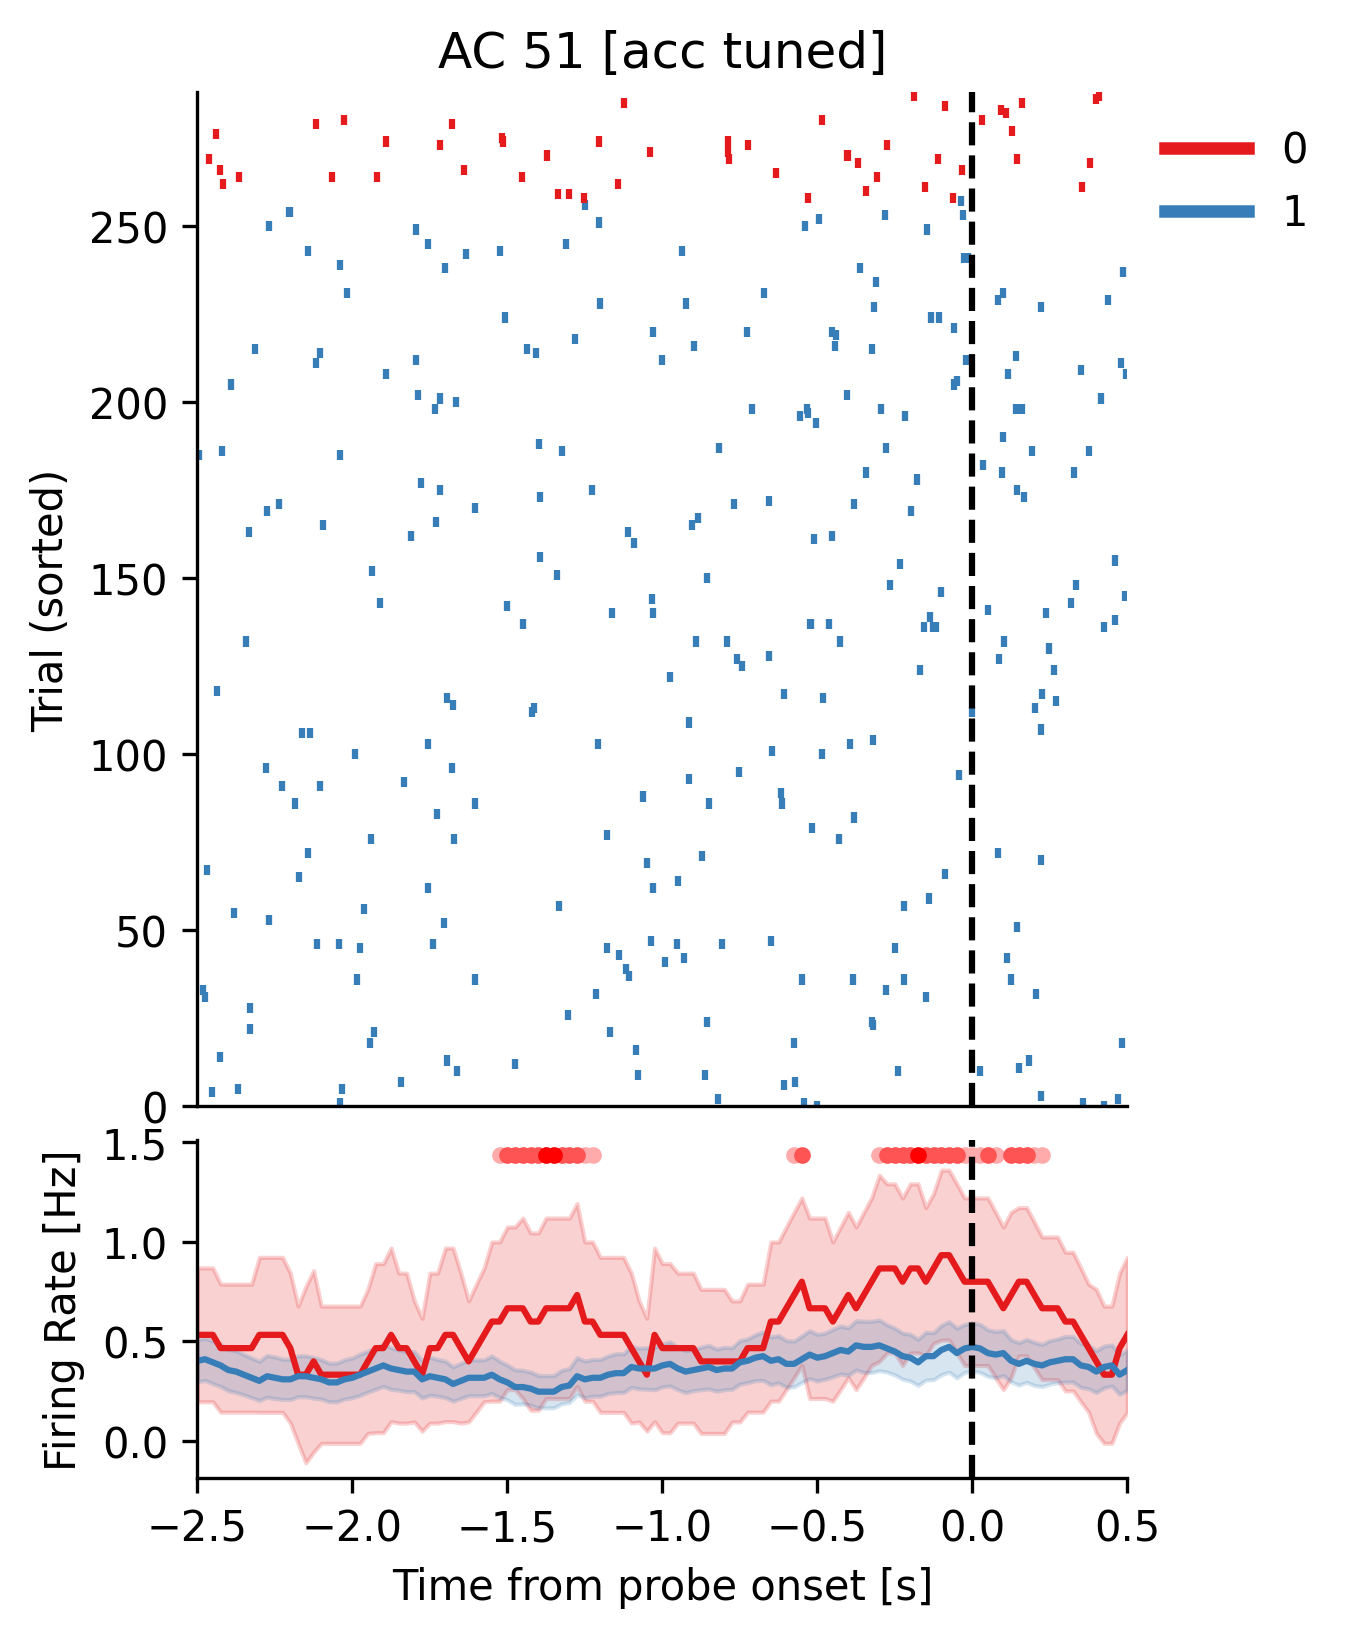 AC 51 [acc tuned]
0
1
Trial (sorted)
250
200
150
100
50
0
Firing Rate [Hz]
1.5
1.0
0.5
0.0
−2.5 −2.0 −1.5 −1.0 −0.5 0.0 0.5
Time from probe onset [s]